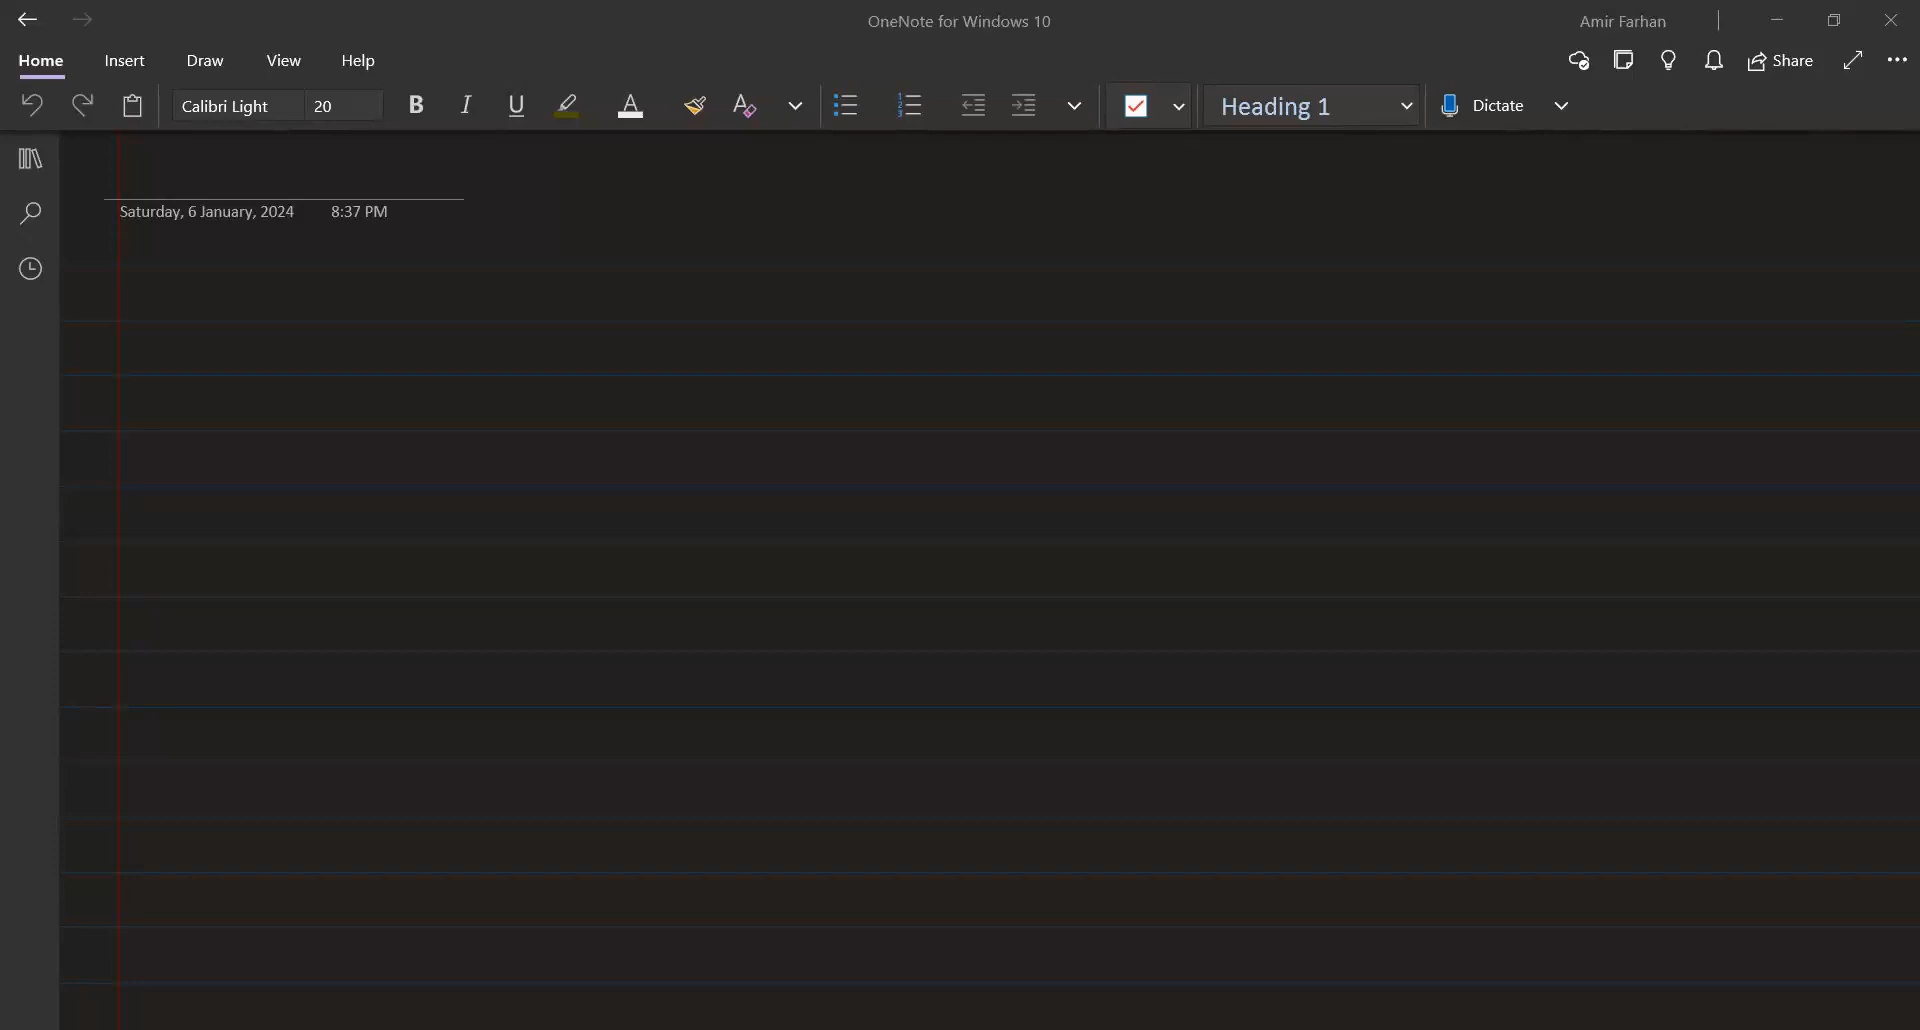 OneNote for Windows 10
Amir Farhan
Home Insert Draw View Help
Share
Calibri Light 20 B I U A A Heading 1 Dictate
Saturday, 6 January, 2024 8:37 PM